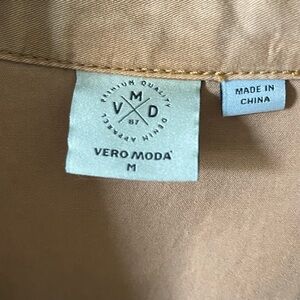 PREMIUM QUALITY
M
V D
87
DENIM APPAREL
VERO MODA®
M
MADE IN
CHINA